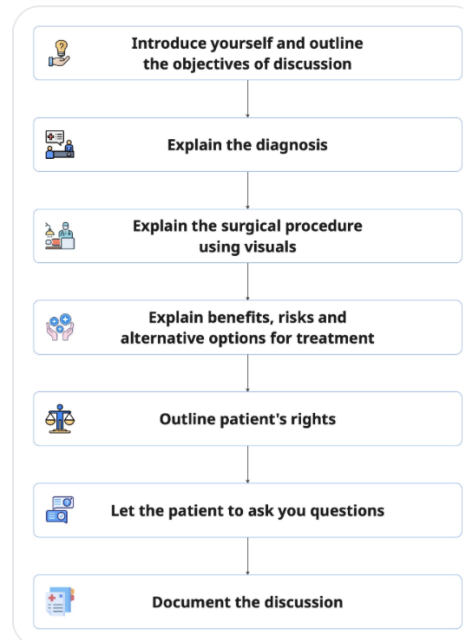 Introduce yourself and outline
the objectives of discussion
Explain the diagnosis
Explain the surgical procedure
using visuals
Explain benefits, risks and
alternative options for treatment
Outline patient's rights
Let the patient to ask you questions
Document the discussion